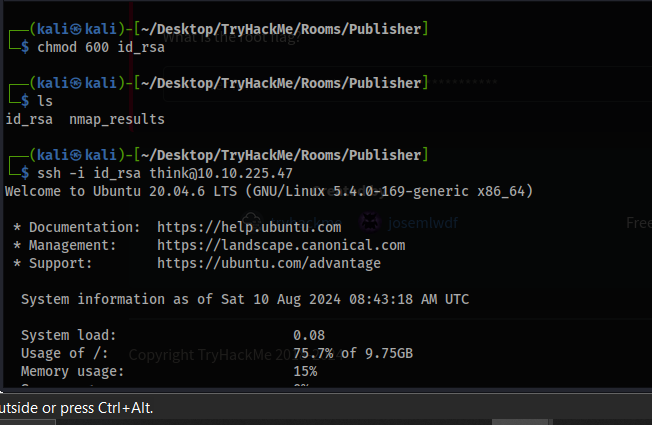 (kali㉿kali)-[~/Desktop/TryHackMe/Rooms/Publisher]
What is the root flag?
$ chmod 600 id_rsa
(kali㉿kali)-[~/Desktop/TryHackMe/Rooms/Publisher]
$ ls
id_rsa  nmap_results
(kali㉿kali)-[~/Desktop/TryHackMe/Rooms/Publisher]
$ ssh -i id_rsa think@10.10.225.47
Welcome to Ubuntu 20.04.6 LTS (GNU/Linux 5.4.0-169-generic x86_64)
* Documentation:  https://help.ubuntu.com
tryhackme josemlwdf Free
* Management:     https://landscape.canonical.com
* Support:        https://ubuntu.com/advantage
System information as of Sat 10 Aug 2024 08:43:18 AM UTC
System load: 0.08
Usage of /: 75.7% of 9.75GB
Copyright TryHackMe
Memory usage: 15%
utside or press Ctrl+Alt.